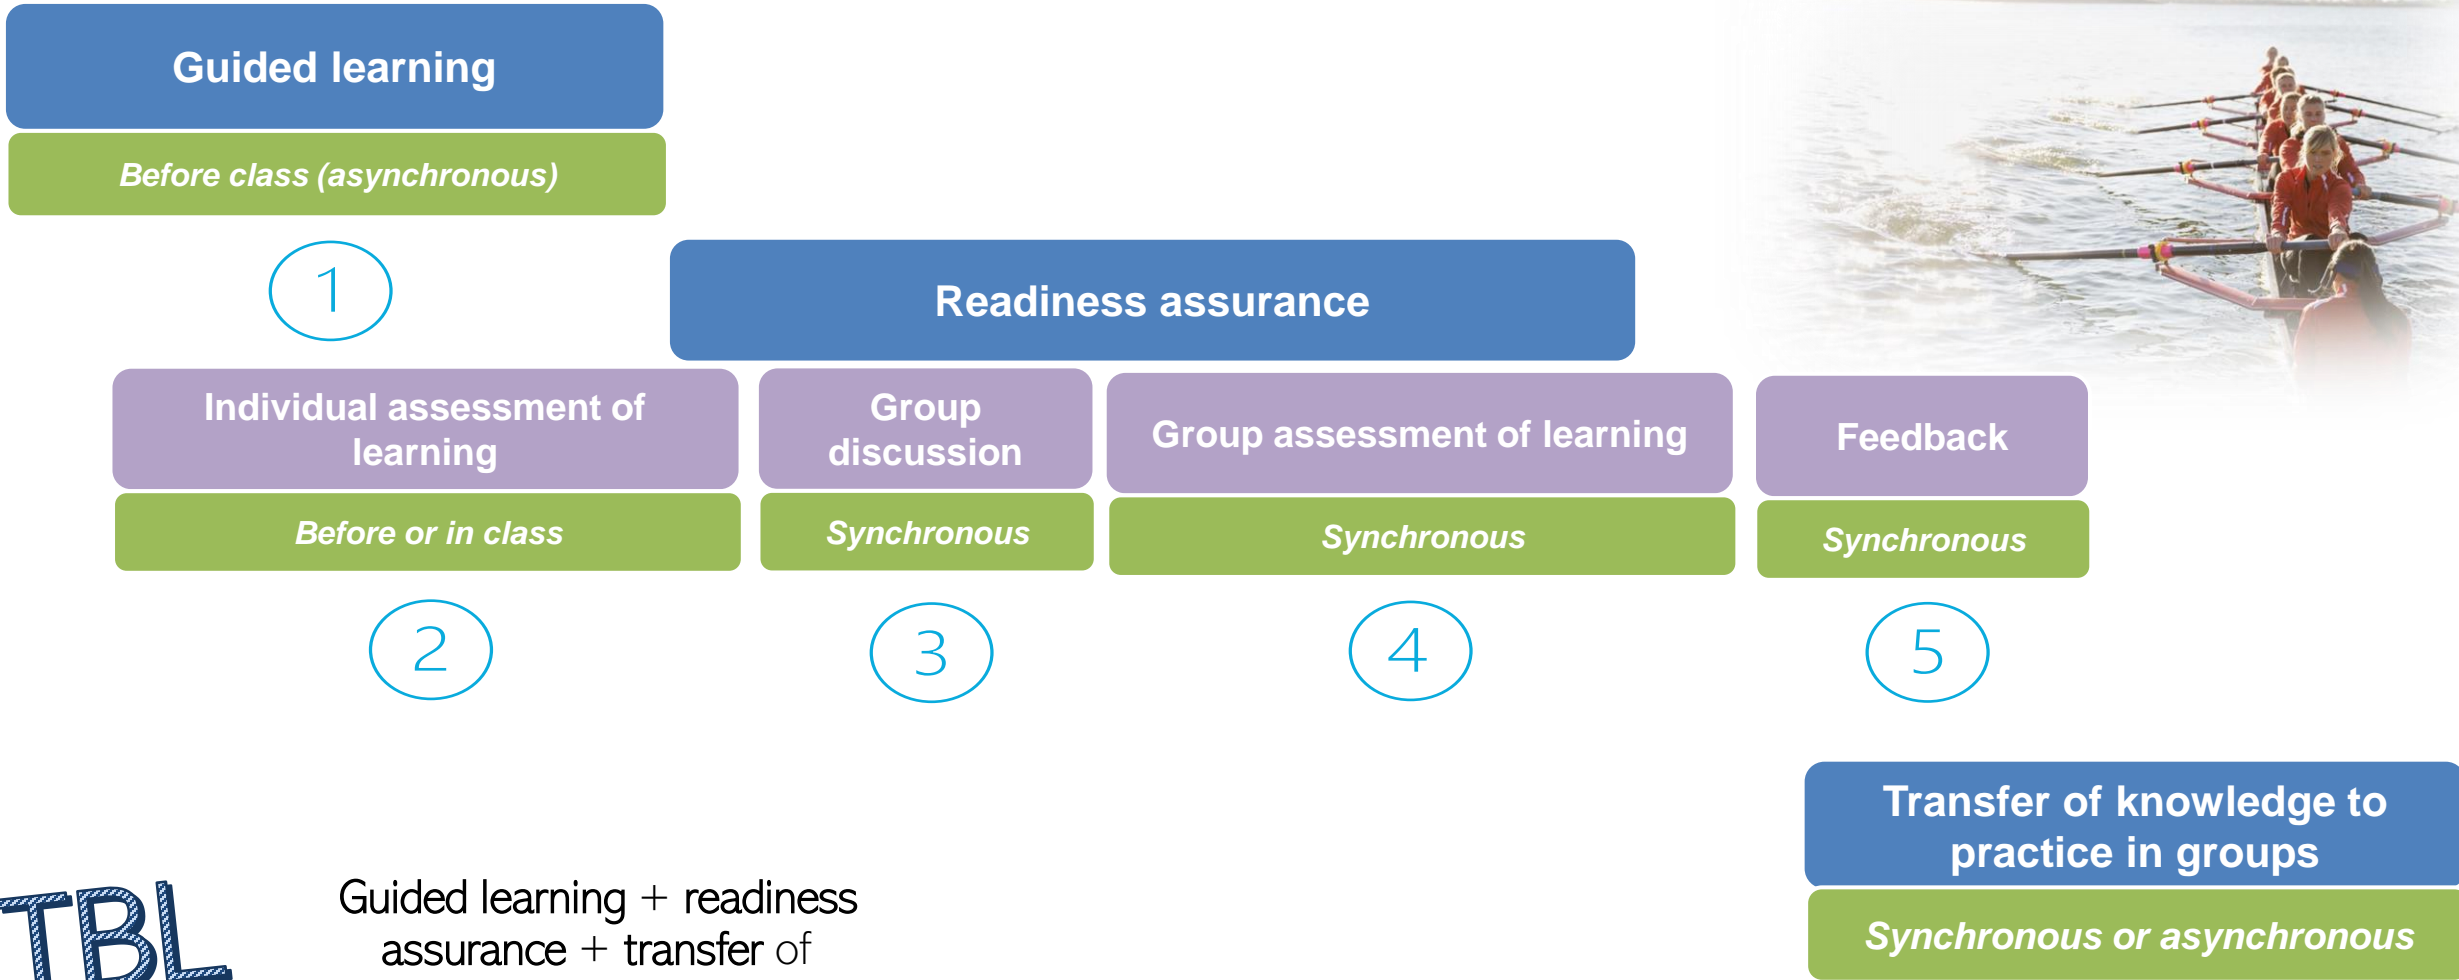 Guided learning
Before class (asynchronous)
1
Readiness assurance
Individual assessment of
learning
Before or in class
2
Group
discussion
Synchronous
3
Group assessment of learning
Synchronous
4
Feedback
Synchronous
5
Transfer of knowledge to
practice in groups
Synchronous or asynchronous
TBL
Guided learning + readiness
assurance + transfer of